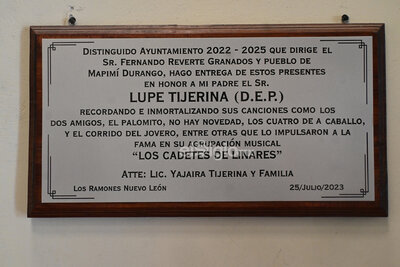 DISTINGUIDO AYUNTAMIENTO 2022 - 2025 QUE DIRIGE EL
SR. FERNANDO REVERTE GRANADOS Y PUEBLO DE
MAPIMÍ DURANGO, HAGO ENTREGA DE ESTOS PRESENTES
EN HONOR A MI PADRE EL SR.
LUPE TIJERINA (D.E.P.)
RECORDANDO E INMORTALIZANDO SUS CANCIONES COMO LOS
DOS AMIGOS, EL PALOMITO, NO HAY NOVEDAD, LOS CUATRO DE A CABALLO,
Y EL CORRIDO DEL JOVERO, ENTRE OTRAS QUE LO IMPULSARON A LA
FAMA EN SU AGRUPACIÓN MUSICAL
"LOS CADETES DE LINARES"
ATTE: LIC. YAJAIRA TIJERINA Y FAMILIA
LOS RAMONES NUEVO LEÓN 25/JULIO/2023